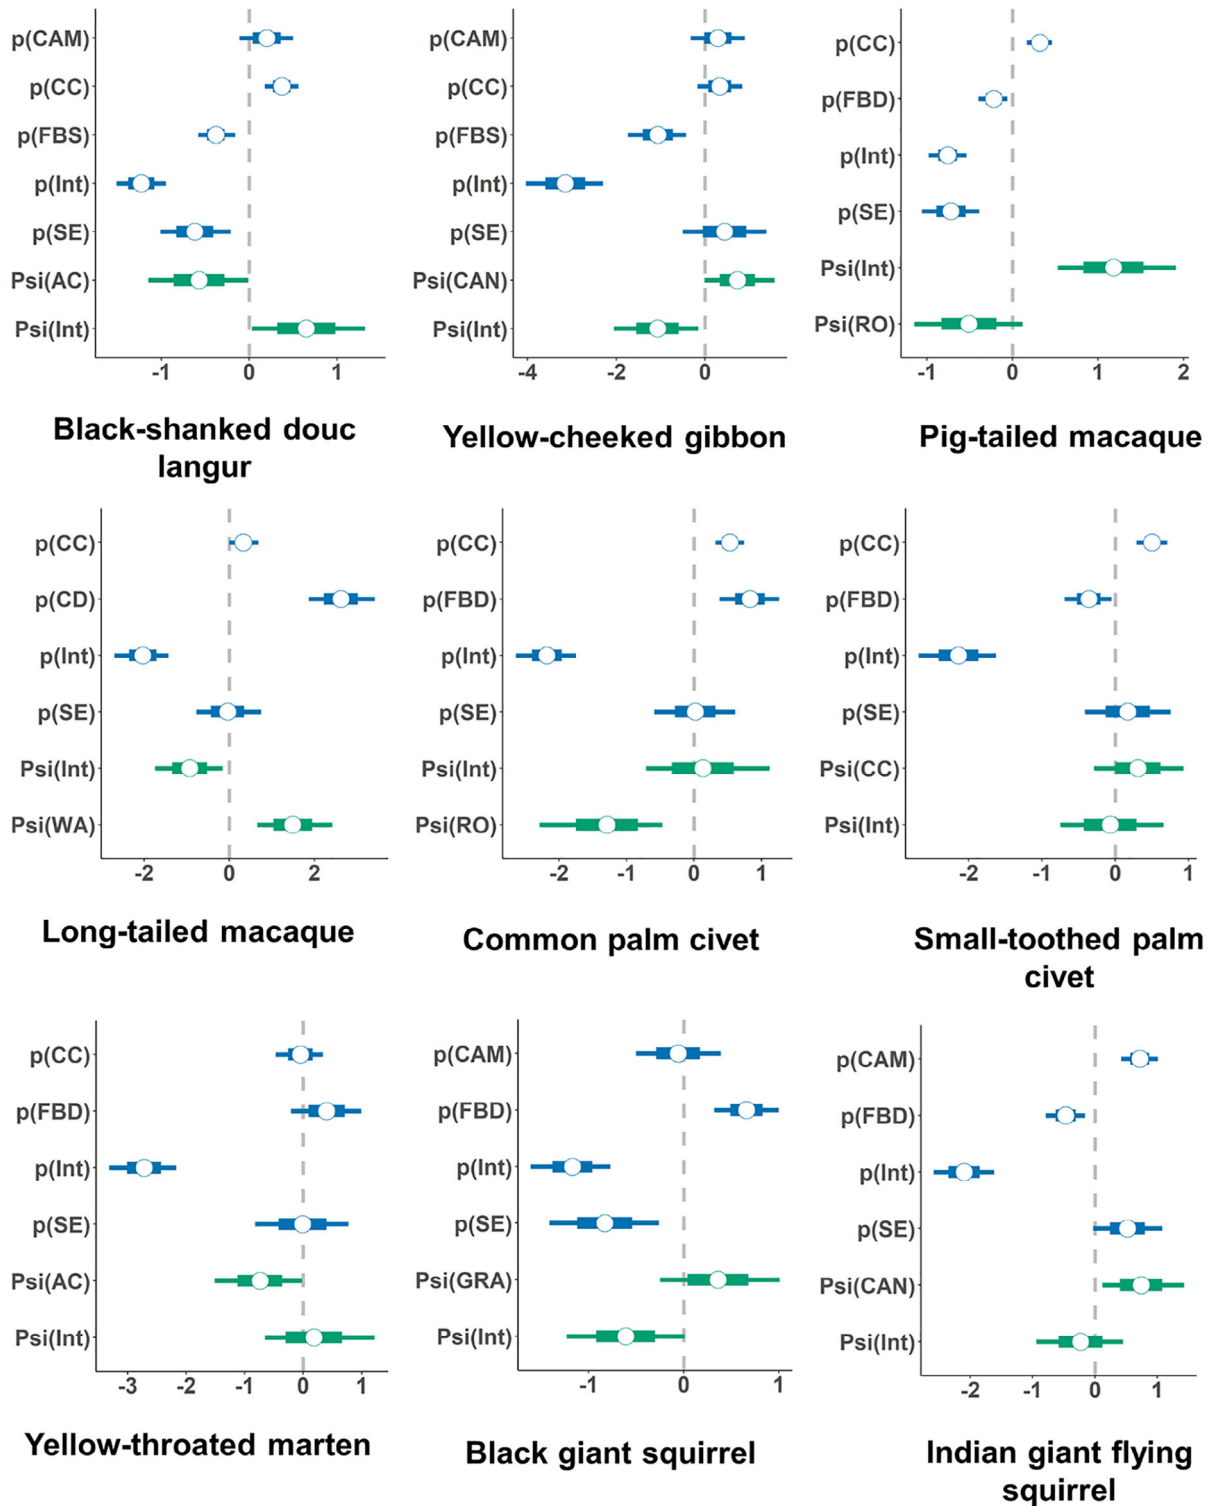 p(CAM)
p(CC)
p(FBS)
p(Int)
p(SE)
Psi(AC)
Psi(Int)
-1 0 1
Black-shanked douc
langur
p(CAM)
p(CC)
p(FBS)
p(Int)
p(SE)
Psi(CAN)
Psi(Int)
-4 -2 0
Yellow-cheeked gibbon
p(CC)
p(FBD)
p(Int)
p(SE)
Psi(Int)
Psi(RO)
-1 0 1 2
Pig-tailed macaque
p(CC)
p(CD)
p(Int)
p(SE)
Psi(Int)
Psi(WA)
-2 0 2
Long-tailed macaque
p(CC)
p(FBD)
p(Int)
p(SE)
Psi(Int)
Psi(RO)
-2 -1 0 1
Common palm civet
p(CC)
p(FBD)
p(Int)
p(SE)
Psi(CC)
Psi(Int)
-2 -1 0 1
Small-toothed palm
civet
p(CC)
p(FBD)
p(Int)
p(SE)
Psi(AC)
Psi(Int)
-3 -2 -1 0 1
Yellow-throated marten
p(CAM)
p(FBD)
p(Int)
p(SE)
Psi(GRA)
Psi(Int)
-1 0 1
Black giant squirrel
p(CAM)
p(FBD)
p(Int)
p(SE)
Psi(CAN)
Psi(Int)
-2 -1 0 1
Indian giant flying
squirrel